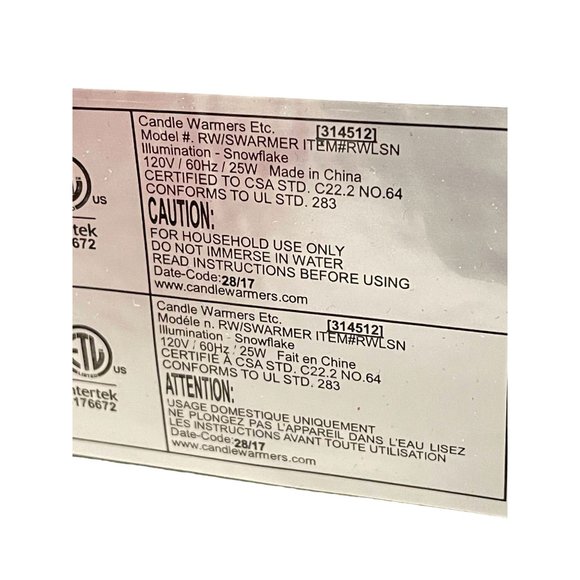 Candle Warmers Etc. [314512]
Model #. RW/SWARMER ITEM#RWLSN
Illumination - Snowflake
120V / 60Hz / 25W Made in China
CERTIFIED TO CSA STD. C22.2 NO.64
CONFORMS TO UL STD. 283
CAUTION:
FOR HOUSEHOLD USE ONLY
DO NOT IMMERSE IN WATER
READ INSTRUCTIONS BEFORE USING
Date-Code:28/17
www.candlewarmers.com
US
Candle Warmers Etc. [314512]
Modéle n. RW/SWARMER ITEM#RWLSN
Illumination - Snowflake
120V / 60Hz / 25W Fait en Chine
CERTIFIÉ À CSA STD. C22.2 NO.64
CONFORMS TO UL STD. 283
ATTENTION:
USAGE DOMESTIQUE UNIQUEMENT
NE PLONGEZ PAS L'APPAREIL DANS L'EAU LISEZ
LES INSTRUCTIONS AVANT TOUTE UTILISATION
Date-Code:28/17
www.candlewarmers.com
US